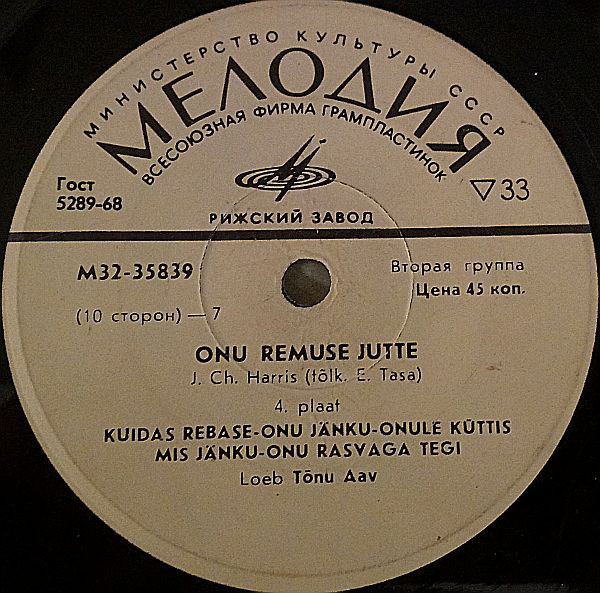 МИНИСТЕРСТВО КУЛЬТУРЫ СССР
МЕЛОДИЯ
ВСЕСОЮЗНАЯ ФИРМА ГРАМПЛАСТИНОК
Гост
5289-68
▽33
РИЖСКИЙ ЗАВОД
М32-35839
Вторая группа
Цена 45 коп.
(10 сторон) — 7
ONU REMUSE JUTTE
J. Ch. Harris (tõlk. E. Tasa)
4. plaat
KUIDAS REBASE-ONU JÄNKU-ONULE KÜTTIS
MIS JÄNKU-ONU RASVAGA TEGI
Loeb Tõnu Aav